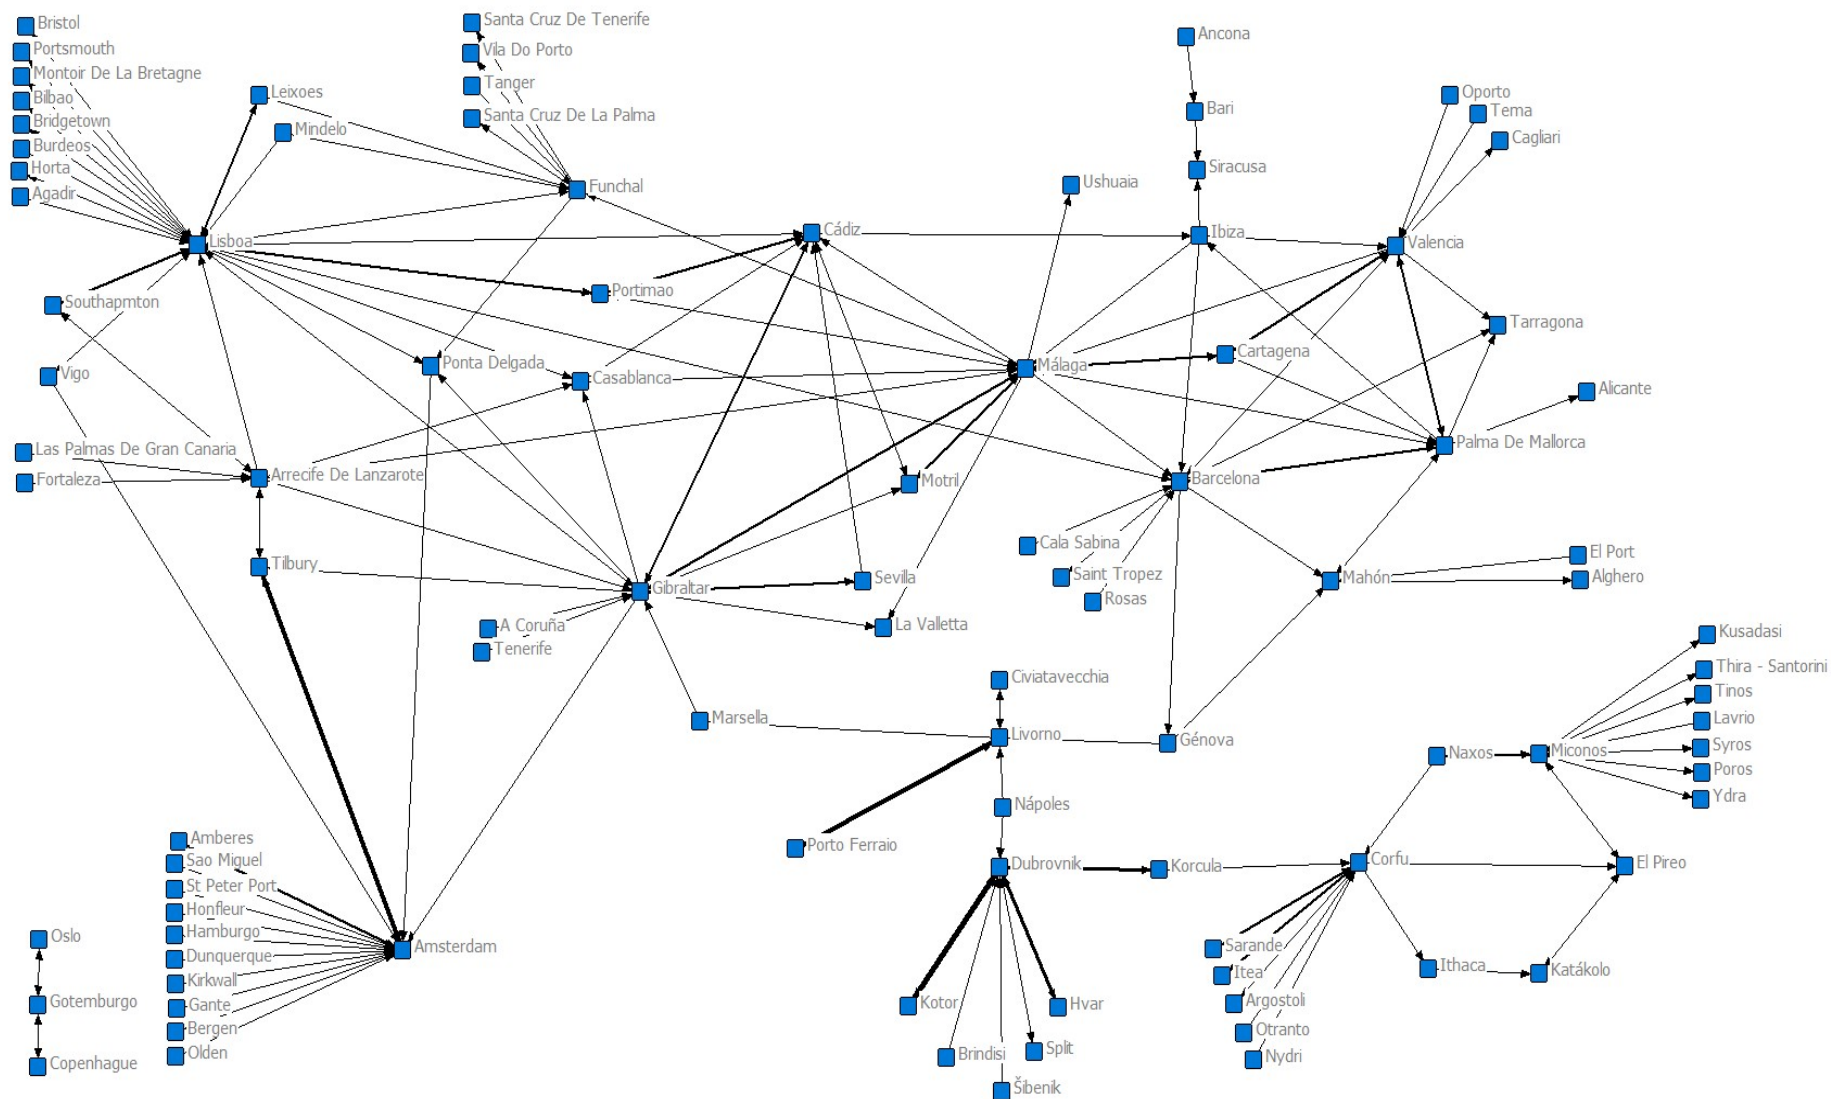 Bristol
Portsmouth
Montoir De La Bretagne
Bilbao
Bridgetown
Burdeos
Horta
Agadir
Leixoes
Mindelo
Santa Cruz De Tenerife
Vila Do Porto
Tanger
Santa Cruz De La Palma
Funchal
Lisboa
Southapmton
Vigo
Portimao
Ponta Delgada
Casablanca
Cádiz
Las Palmas De Gran Canaria
Fortaleza
Arrecife De Lanzarote
Tilbury
Gibraltar
A Coruña
Tenerife
Motril
Sevilla
La Valletta
Málaga
Ushuaia
Ancona
Bari
Siracusa
Ibiza
Oporto
Tema
Cagliari
Valencia
Tarragona
Cartagena
Alicante
Palma De Mallorca
Barcelona
Cala Sabina
Saint Tropez
Rosas
Mahón
El Port
Alghero
Marsella
Civiatavecchia
Livorno
Génova
Nápoles
Porto Ferraio
Dubrovnik
Korcula
Kotor
Brindisi
Šibenik
Split
Hvar
Corfu
Sarande
Itea
Argostoli
Otranto
Nydri
Ithaca
Katákolo
El Pireo
Naxos
Miconos
Kusadasi
Thira - Santorini
Tinos
Lavrio
Syros
Poros
Ydra
Amberes
Sao Miguel
St Peter Port
Honfleur
Hamburgo
Dunquerque
Kirkwall
Gante
Bergen
Olden
Amsterdam
Oslo
Gotemburgo
Copenhague